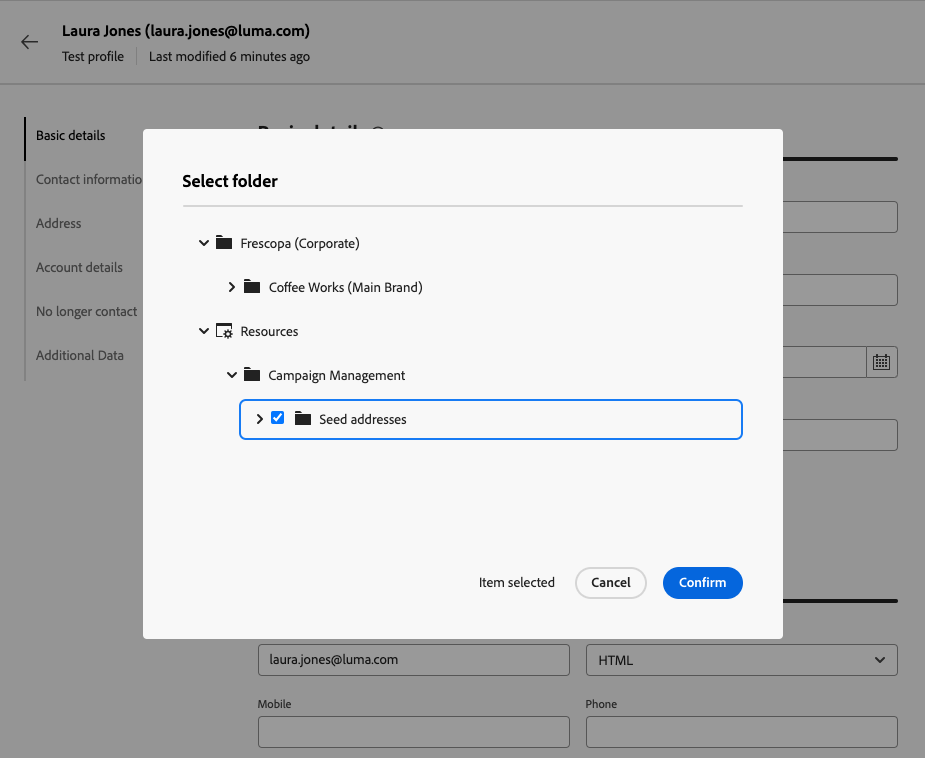 Laura Jones (laura.jones@luma.com)
Test profile
Last modified 6 minutes ago
Basic details
Contact informatio
Address
Account details
No longer contact
Additional Data
Select folder
Frescopa (Corporate)
Coffee Works (Main Brand)
Resources
Campaign Management
Seed addresses
Item selected
Cancel
Confirm
laura.jones@luma.com
HTML
Mobile
Phone